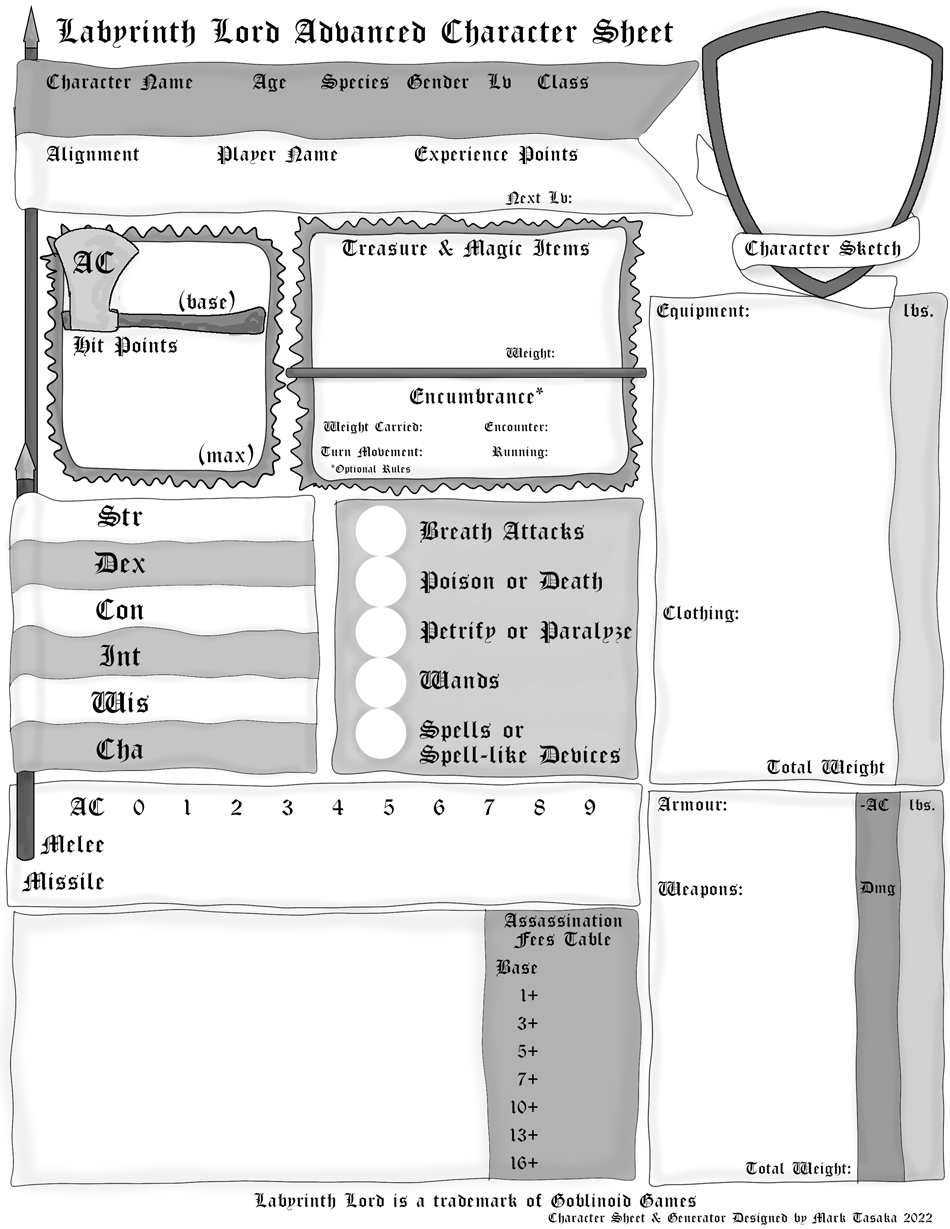 Labyrinth Lord Advanced Character Sheet
Character Name Age Species Gender Lv Class
Alignment Player Name Experience Points
Next Lv:
Character Sketch
AC
(base)
Hit Points
(max)
Treasure & Magic Items
Weight:
Encumbrance*
Weight Carried: Encounter:
Turn Movement: Running:
*Optional Rules
Equipment: lbs.
Clothing:
Total Weight
Str
Dex
Con
Int
Wis
Cha
Breath Attacks
Poison or Death
Petrify or Paralyze
Wands
Spells or
Spell-like Devices
AC 0 1 2 3 4 5 6 7 8 9
Melee
Missile
Armour: -AC lbs.
Weapons: Dmg
Total Weight:
Assassination
Fees Table
Base
1+
3+
5+
7+
10+
13+
16+
Labyrinth Lord is a trademark of Goblinoid Games
Character Sheet & Generator Designed by Mark Tasaka 2022